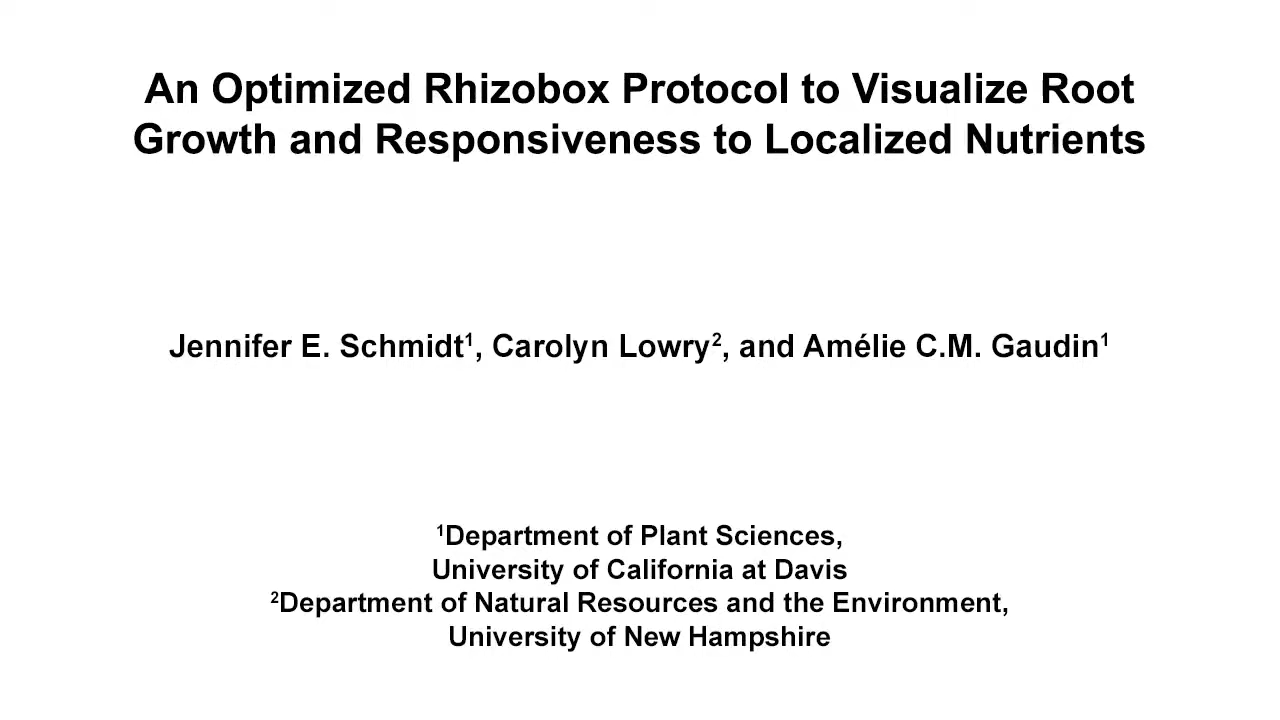 An Optimized Rhizobox Protocol to Visualize Root
Growth and Responsiveness to Localized Nutrients
Jennifer E. Schmidt¹, Carolyn Lowry², and Amélie C.M. Gaudin¹
¹Department of Plant Sciences,
University of California at Davis
²Department of Natural Resources and the Environment,
University of New Hampshire